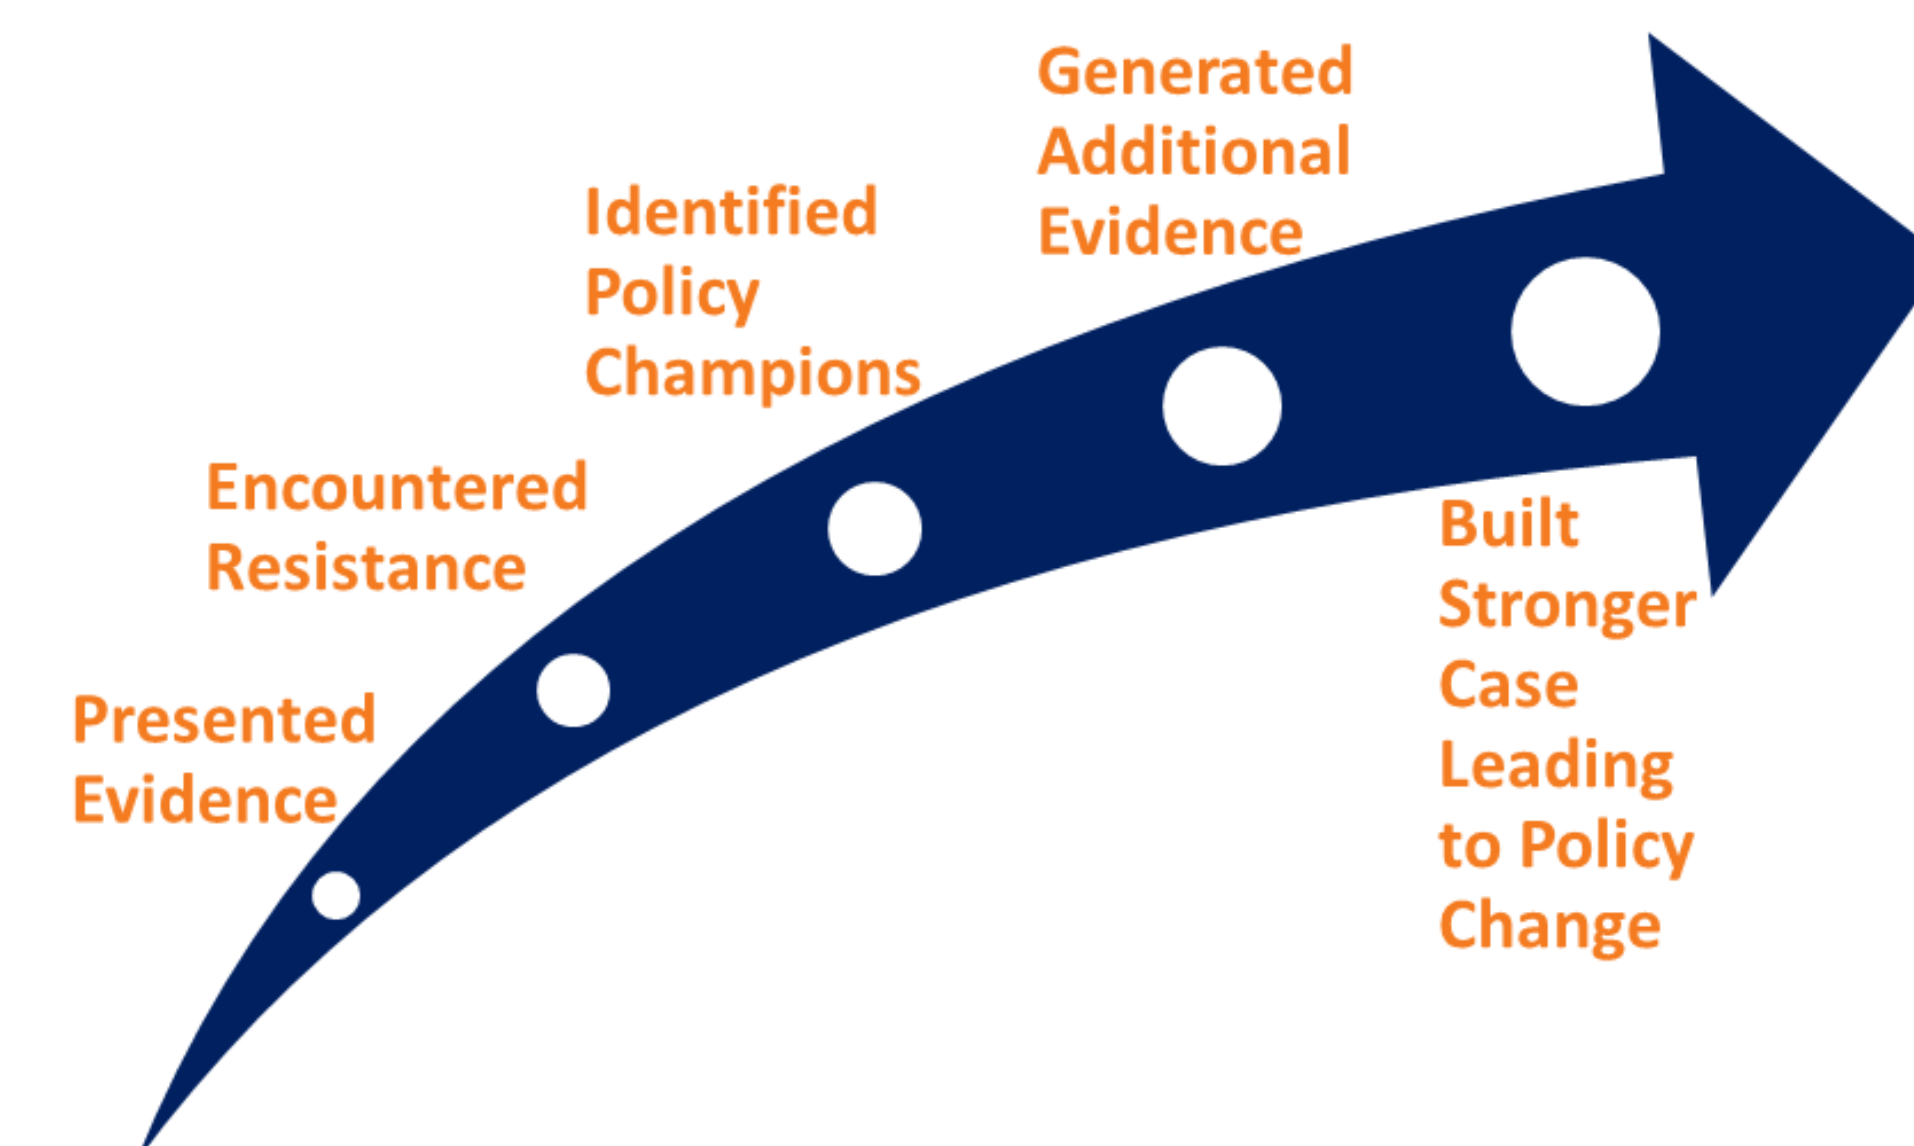 Presented
Evidence
Encountered
Resistance
Identified
Policy
Champions
Generated
Additional
Evidence
Built
Stronger
Case
Leading
to Policy
Change